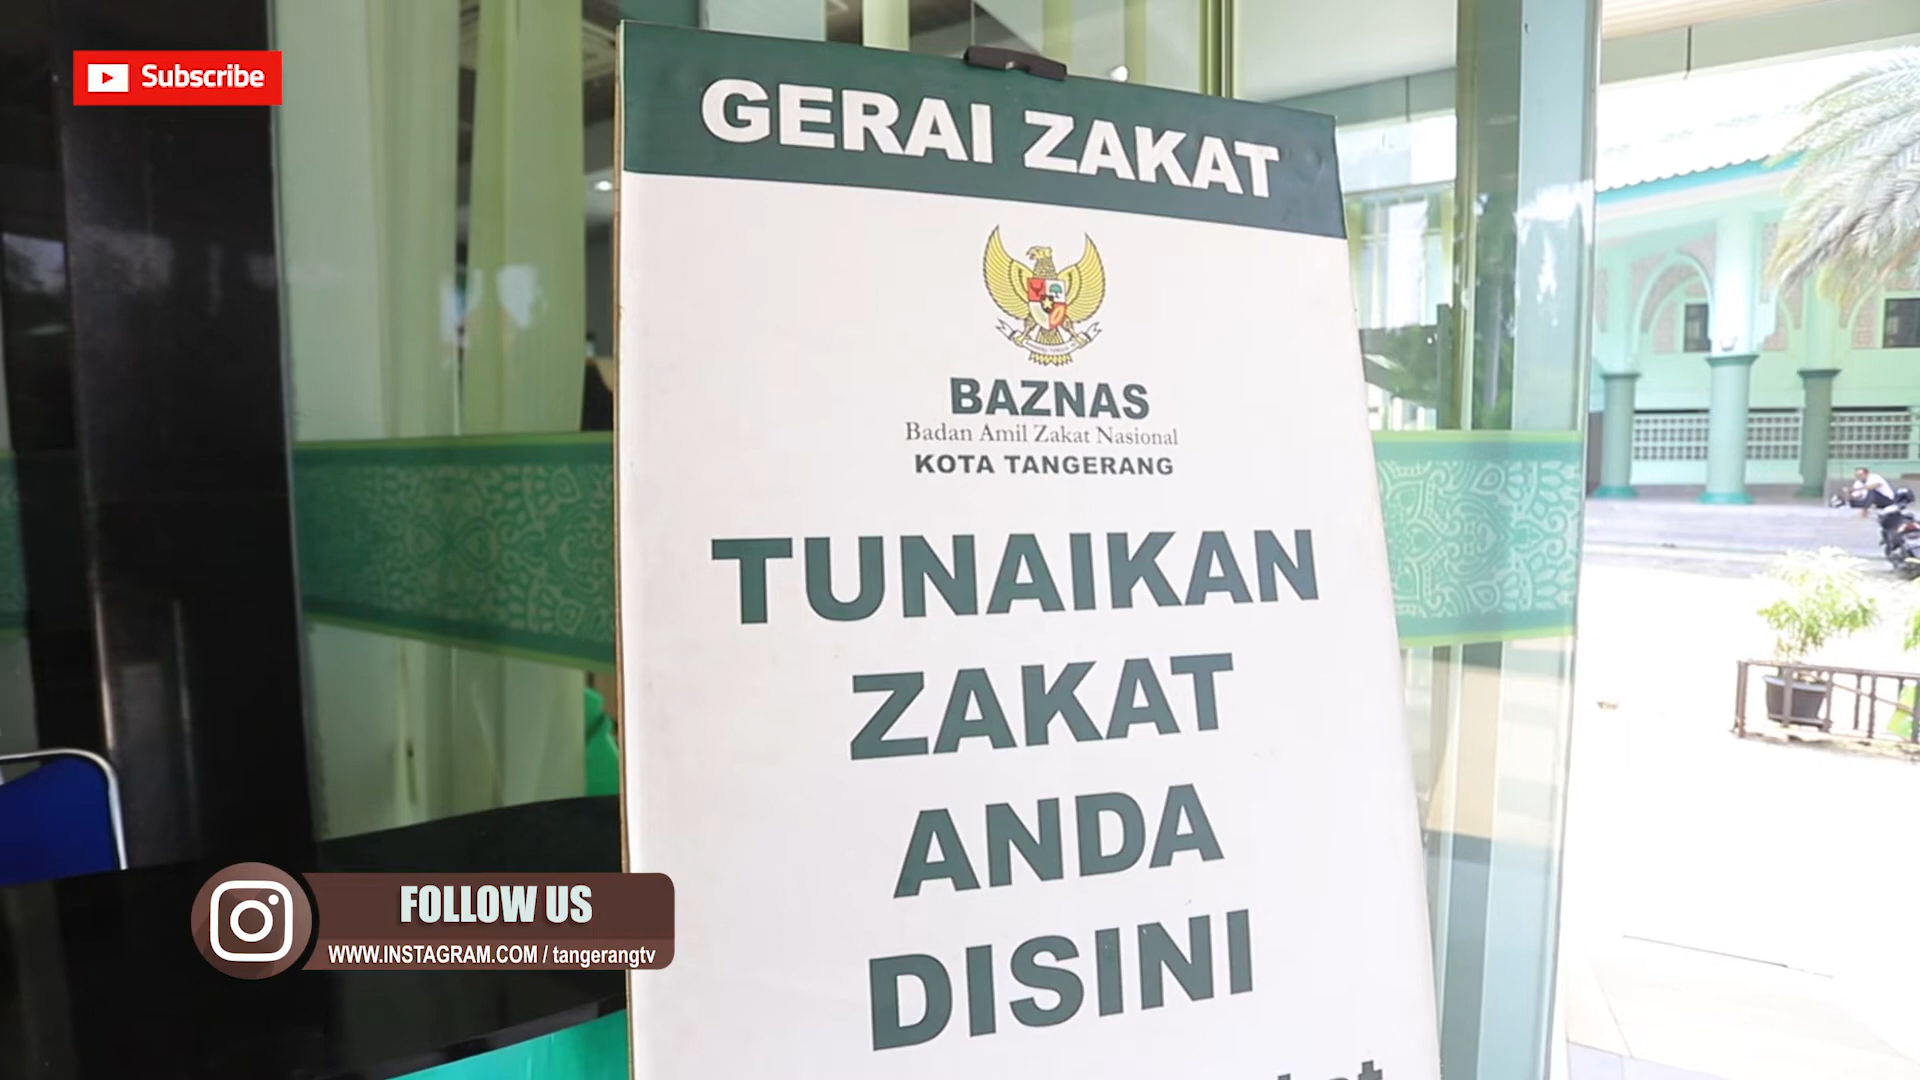 Subscribe
GERAI ZAKAT
BAZNAS
Badan Amil Zakat Nasional
KOTA TANGERANG
TUNAIKAN
ZAKAT
ANDA
DISINI
FOLLOW US
WWW.INSTAGRAM.COM / tangerangtv